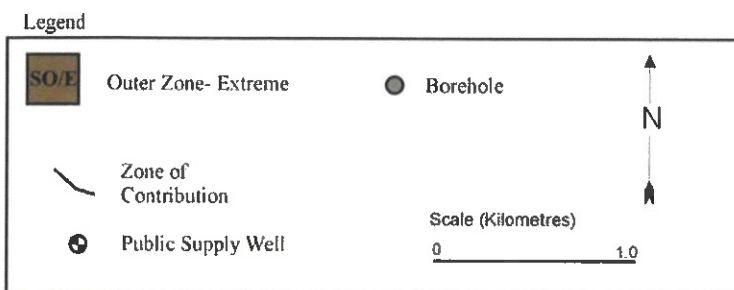 Legend
SO/E Outer Zone- Extreme
Borehole
N
Zone of
Contribution
Public Supply Well
Scale (Kilometres)
0 1.0